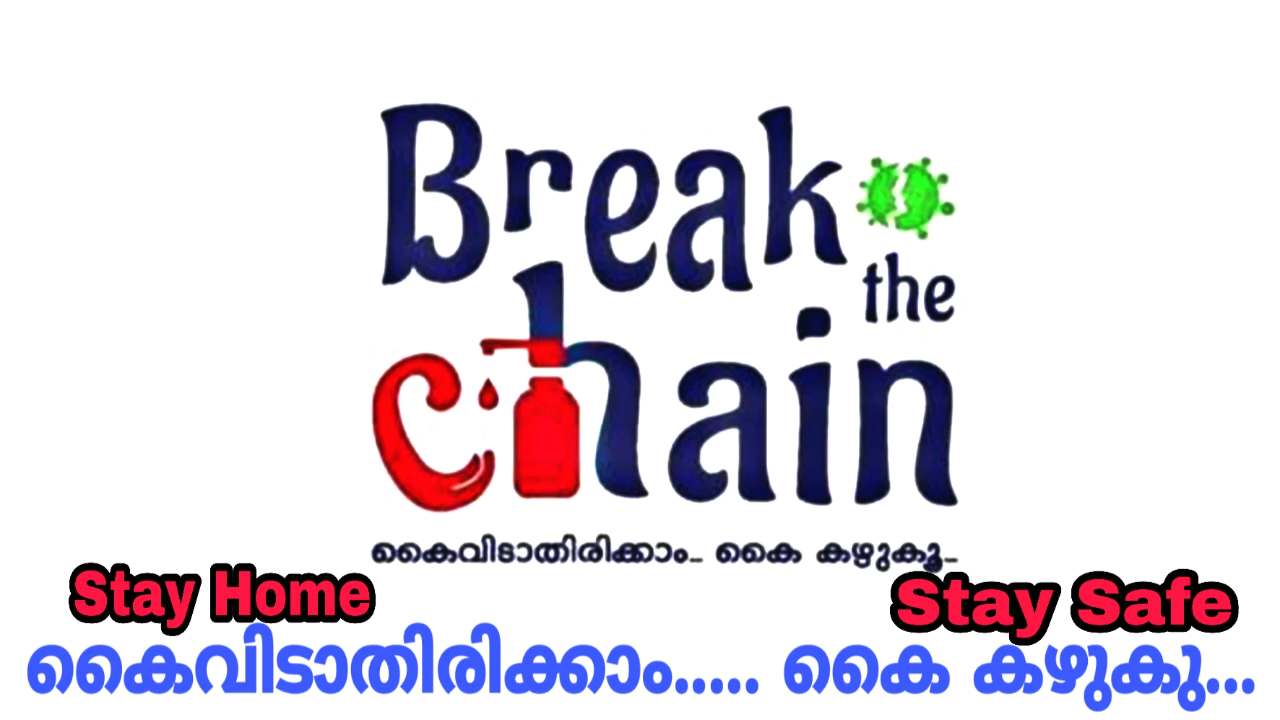 Break
the
chain
കൈവിടാതിരിക്കാം... കൈ കഴുകൂ...
Stay Home
Stay Safe
കൈവിടാതിരിക്കാം..... കൈ കഴുകു...